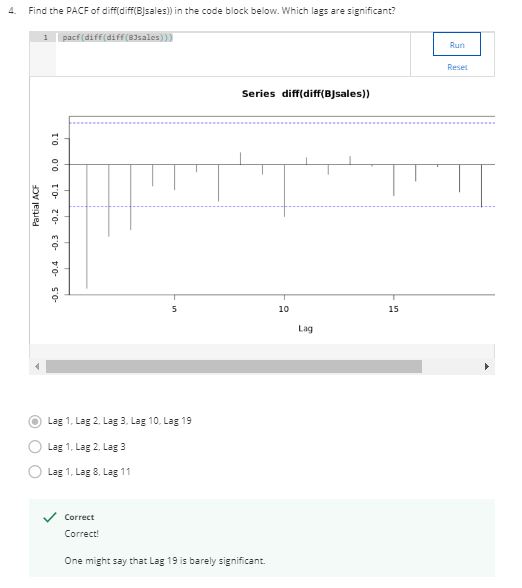 4. Find the PACF of diff(diff(BJsales)) in the code block below. Which lags are significant?
1 pacf(diff(diff(BJsales)))
Run
Reset
Series diff(diff(BJsales))
Partial ACF
0.1
0.0
-0.1
-0.2
-0.3
-0.4
-0.5
5 10 15
Lag
Lag 1, Lag 2, Lag 3, Lag 10, Lag 19
Lag 1, Lag 2, Lag 3
Lag 1, Lag 8, Lag 11
Correct
Correct!
One might say that Lag 19 is barely significant.